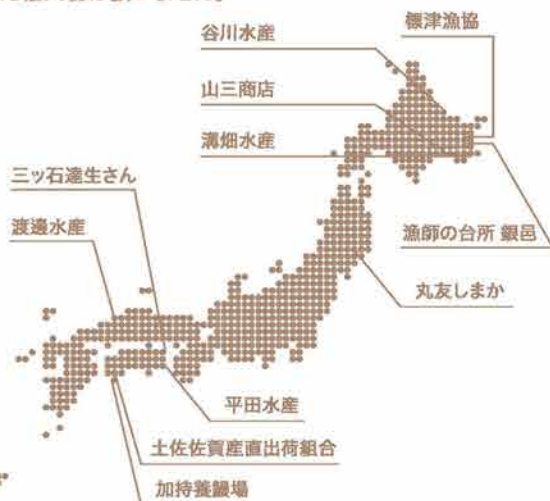 谷川水産
標津漁協
山三商店
溝畑水産
三ッ石達生さん
渡邊水産
漁師の台所 銀邑
丸友しまか
平田水産
土佐佐賀産直出荷組合
加持養鰻場